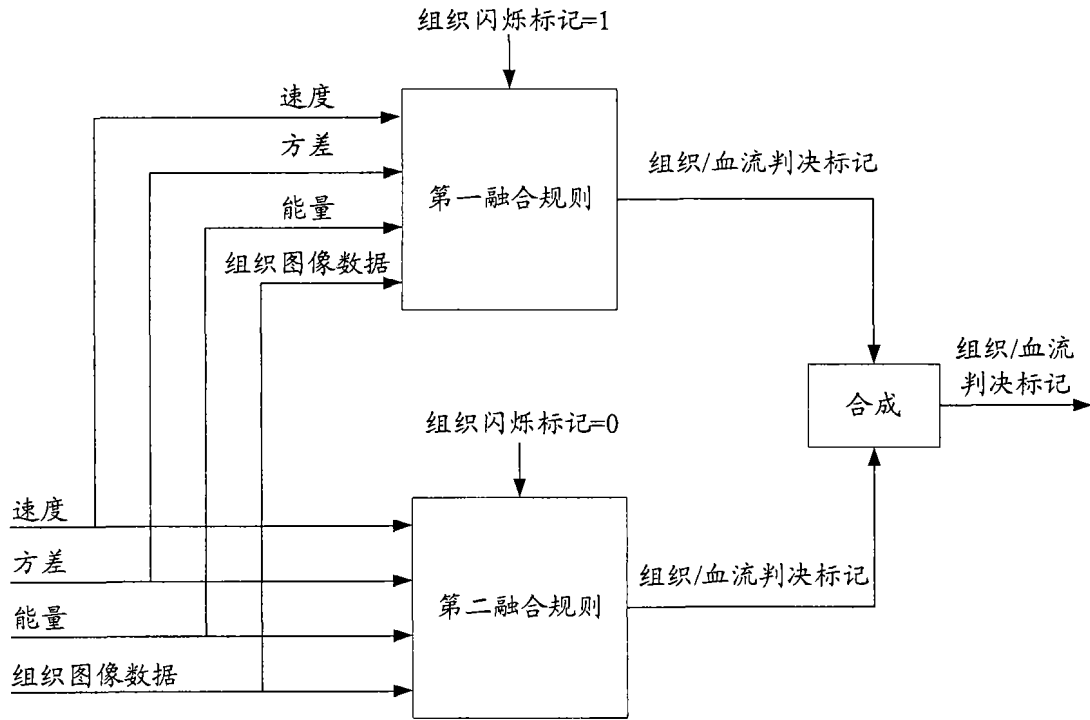 组织闪烁标记=1
速度
方差
能量
组织图像数据
第一融合规则
组织/血流判决标记
组织/血流
判决标记
合成
组织闪烁标记=0
速度
方差
能量
组织图像数据
第二融合规则
组织/血流判决标记